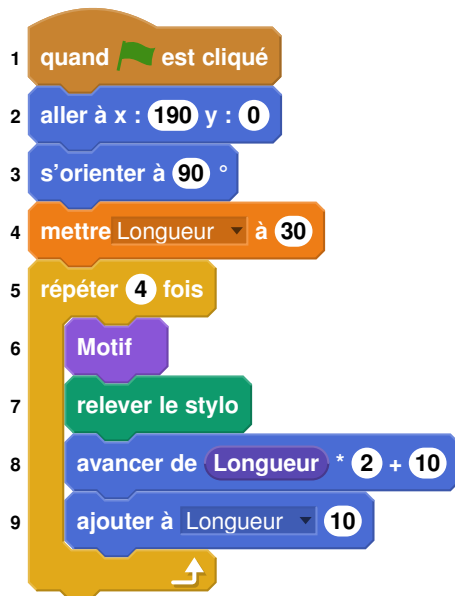 1 quand est cliqué
2 aller à x : 190 y : 0
3 s'orienter à 90 °
4 mettre Longueur à 30
5 répéter 4 fois
6 Motif
7 relever le stylo
8 avancer de Longueur * 2 + 10
9 ajouter à Longueur 10